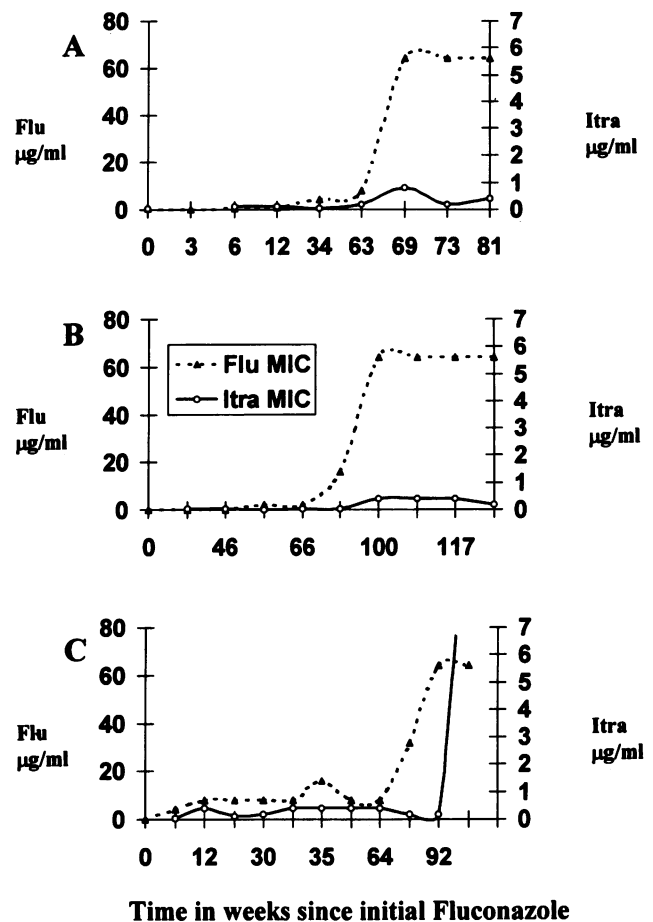 A
80
60
40
20
0
7
6
5
4
3
2
1
0
Flu
µg/ml
Itra
µg/ml
0 3 6 12 34 63 69 73 81
B
80
60
40
20
0
7
6
5
4
3
2
1
0
Flu MIC
Itra MIC
Flu
µg/ml
Itra
µg/ml
0 46 66 100 117
C
80
60
40
20
0
7
6
5
4
3
2
1
0
Flu
µg/ml
Itra
µg/ml
0 12 30 35 64 92
Time in weeks since initial Fluconazole